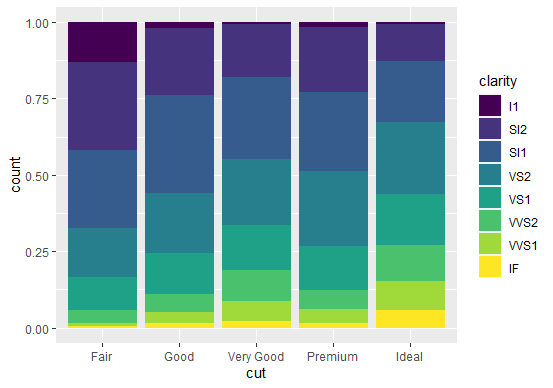 1.00
0.75
0.50
0.25
0.00
count
Fair Good Very Good Premium Ideal
cut
clarity
I1
SI2
SI1
VS2
VS1
VVS2
VVS1
IF